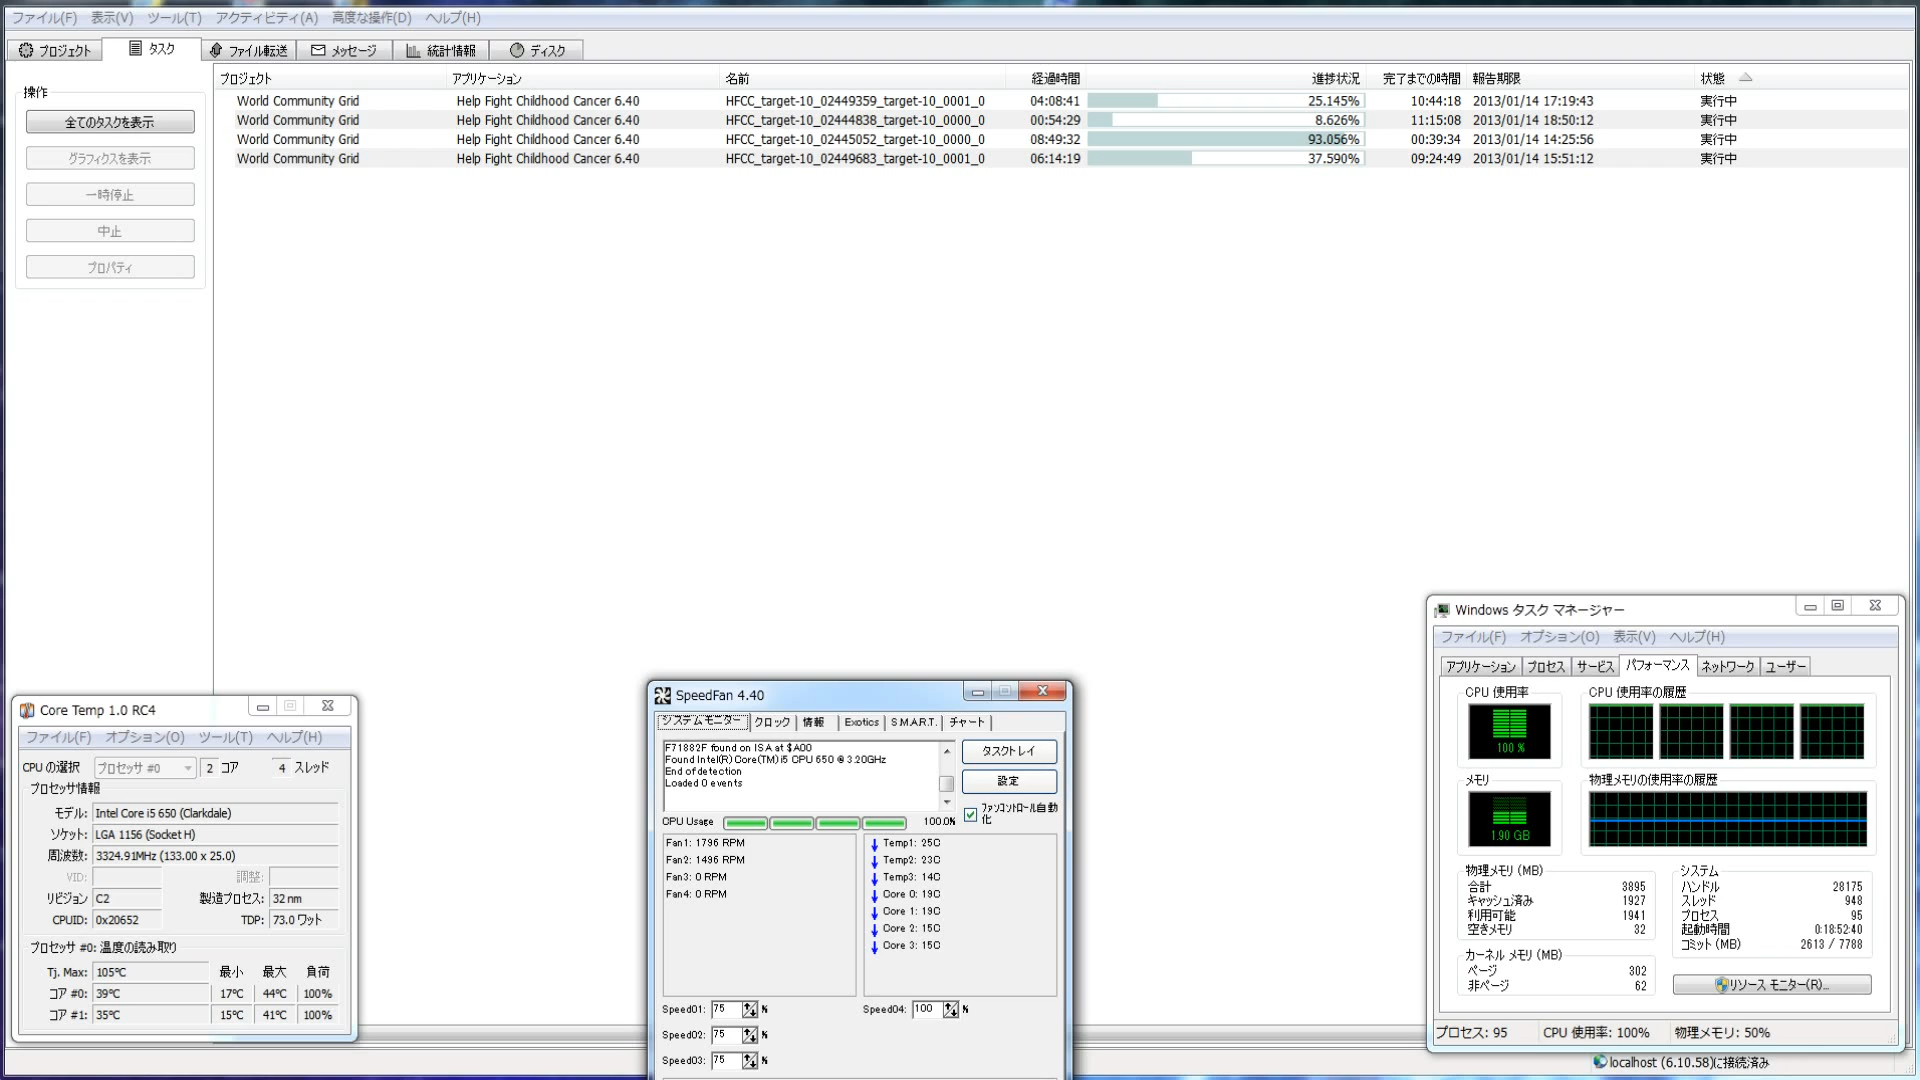 ファイル(F) 表示(V) ツール(T) アクティビティ(A) 高度な操作(D) ヘルプ(H)
プロジェクト タスク ファイル転送 メッセージ 統計情報 ディスク
操作
全てのタスクを表示
グラフィクスを表示
一時停止
中止
プロパティ
プロジェクト アプリケーション 名前 経過時間 進捗状況 完了までの時間 報告期限 状態
World Community Grid Help Fight Childhood Cancer 6.40 HFCC_target-10_02449359_target-10_0001_0 04:08:41 25.145% 10:44:18 2013/01/14 17:19:43 実行中
World Community Grid Help Fight Childhood Cancer 6.40 HFCC_target-10_02444838_target-10_0000_0 00:54:29 8.626% 11:15:08 2013/01/14 18:50:12 実行中
World Community Grid Help Fight Childhood Cancer 6.40 HFCC_target-10_02445052_target-10_0000_0 08:49:32 93.056% 00:39:34 2013/01/14 14:25:56 実行中
World Community Grid Help Fight Childhood Cancer 6.40 HFCC_target-10_02449683_target-10_0001_0 06:14:19 37.590% 09:24:49 2013/01/14 15:51:12 実行中
Core Temp 1.0 RC4
ファイル(F) オプション(O) ツール(T) ヘルプ(H)
CPU の選択 プロセッサ #0 2 コア 4 スレッド
プロセッサ情報
モデル: Intel Core i5 650 (Clarkdale)
ソケット: LGA 1156 (Socket H)
周波数: 3324.91MHz (133.00 x 25.0)
VID: 調整:
リビジョン C2 製造プロセス: 32 nm
CPUID: 0x20652 TDP: 73.0 ワット
プロセッサ #0: 温度の読み取り
Tj. Max: 105℃ 最小 最大 負荷
コア #0: 39℃ 17℃ 44℃ 100%
コア #1: 35℃ 15℃ 41℃ 100%
SpeedFan 4.40
システムモニター クロック 情報 Exotics S.M.A.R.T. チャート
F71882F found on ISA at $A00
Found Intel(R) Core(TM) i5 CPU 650 @ 3.20GHz
End of detection
Loaded 0 events
タスクトレイ
設定
ファンコントロール自動化
CPU Usage 100.0%
Fan1: 1796 RPM
Fan2: 1496 RPM
Fan3: 0 RPM
Fan4: 0 RPM
Temp1: 25C
Temp2: 23C
Temp3: 14C
Core 0: 19C
Core 1: 19C
Core 2: 15C
Core 3: 15C
Speed01: 75 %
Speed02: 75 %
Speed03: 75 %
Speed04: 100 %
Windows タスク マネージャー
ファイル(F) オプション(O) 表示(V) ヘルプ(H)
アプリケーション プロセス サービス パフォーマンス ネットワーク ユーザー
CPU 使用率 CPU 使用率の履歴
100 %
メモリ 物理メモリの使用率の履歴
1.90 GB
物理メモリ (MB)
合計 3895
キャッシュ済み 1927
利用可能 1941
空きメモリ 32
カーネル メモリ (MB)
ページ 302
非ページ 62
システム
ハンドル 28175
スレッド 948
プロセス 95
起動時間 0:18:52:40
コミット (MB) 2613 / 7788
リソース モニター(R)...
プロセス: 95 CPU 使用率: 100% 物理メモリ: 50%
localhost (6.10.58)に接続済み